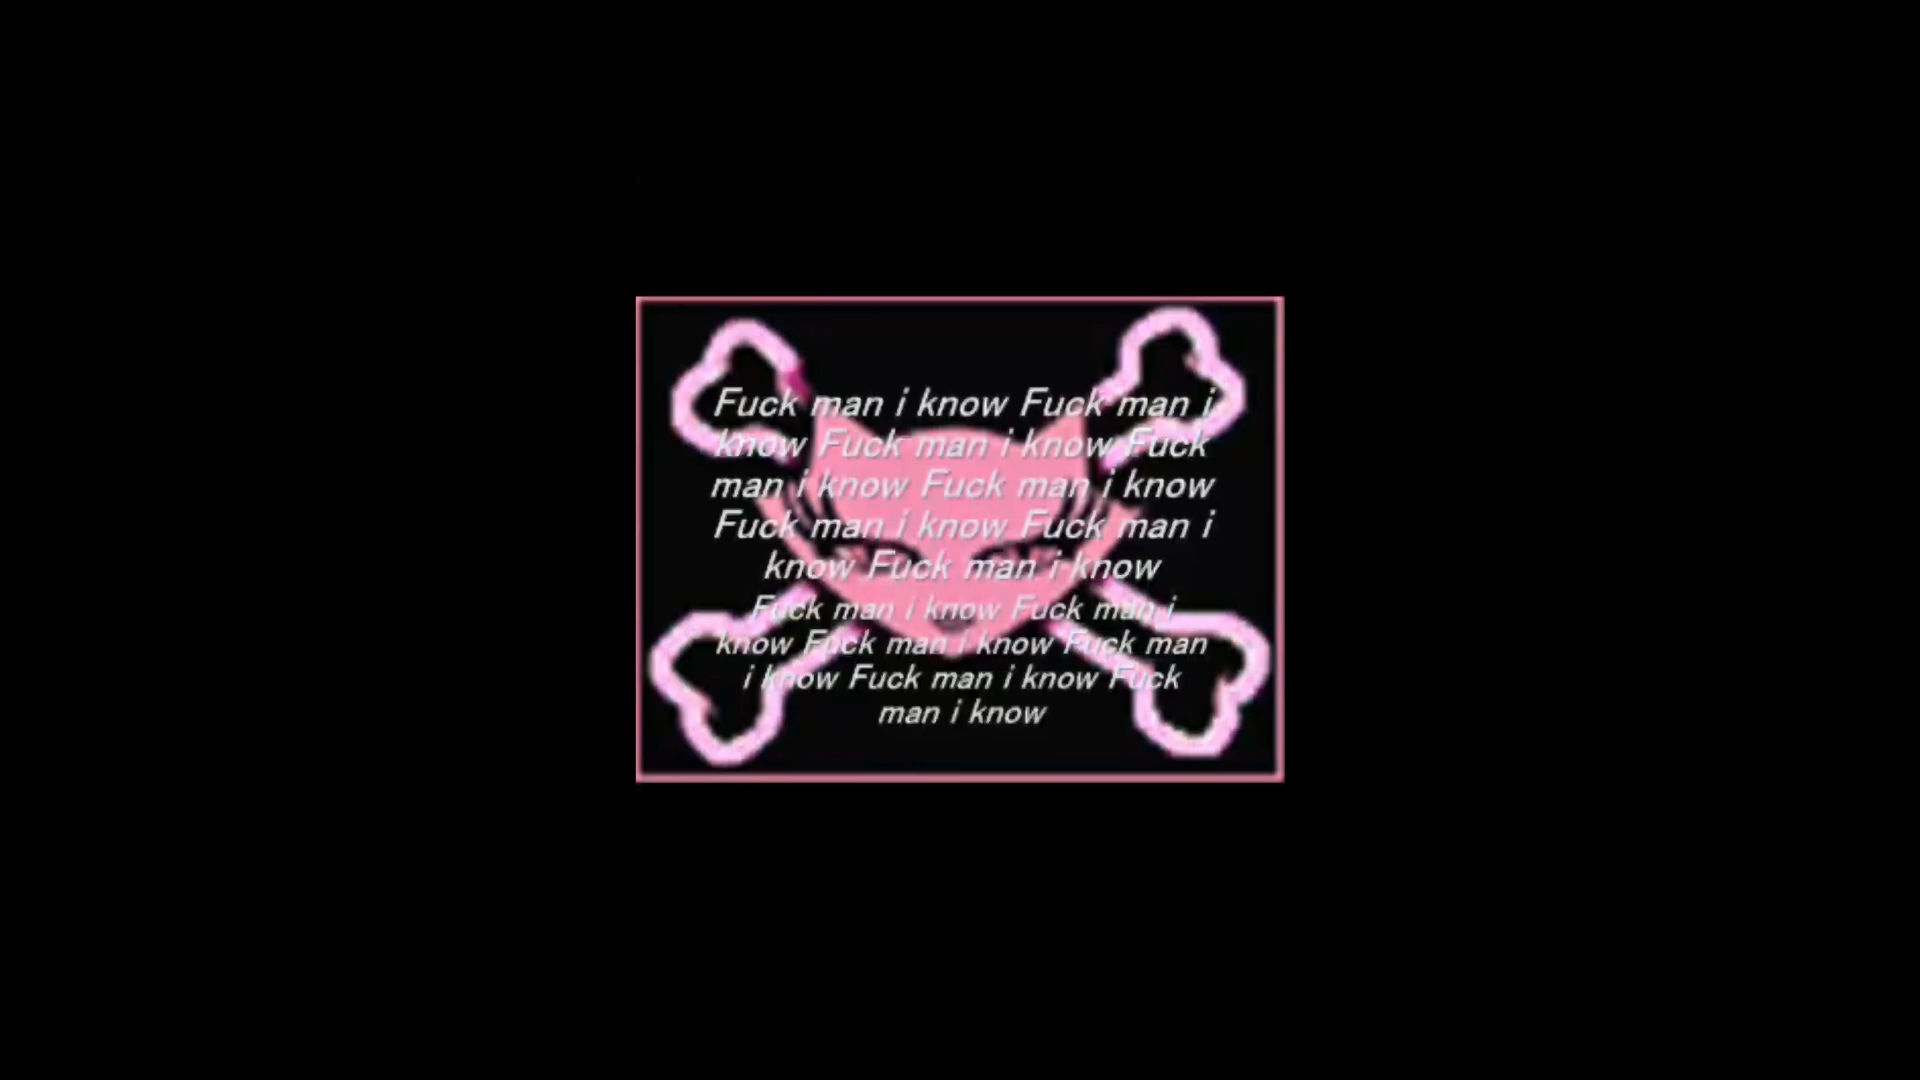 Fuck man i know Fuck man i
know Fuck man i know Fuck
man i know Fuck man i know
Fuck man i know Fuck man i
know Fuck man i know
Fuck man i know Fuck man i
know Fuck man i know Fuck man
i know Fuck man i know Fuck
man i know